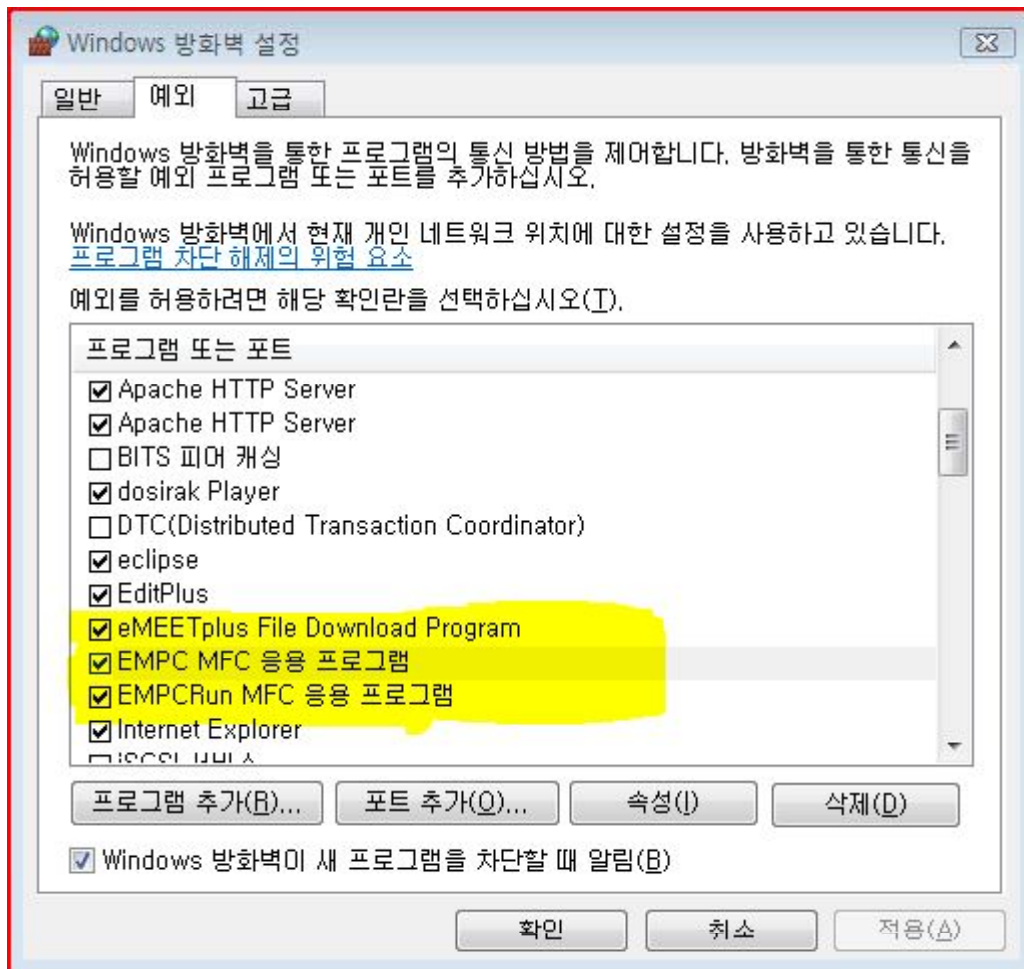 Windows 방화벽 설정
일반 예외 고급
Windows 방화벽을 통한 프로그램의 통신 방법을 제어합니다. 방화벽을 통한 통신을
허용할 예외 프로그램 또는 포트를 추가하십시오.
Windows 방화벽에서 현재 개인 네트워크 위치에 대한 설정을 사용하고 있습니다.
프로그램 차단 해제의 위험 요소
예외를 허용하려면 해당 확인란을 선택하십시오(T).
프로그램 또는 포트
Apache HTTP Server
Apache HTTP Server
BITS 피어 캐싱
dosirak Player
DTC(Distributed Transaction Coordinator)
eclipse
EditPlus
eMEETplus File Download Program
EMPC MFC 응용 프로그램
EMPCRun MFC 응용 프로그램
Internet Explorer
프로그램 추가(R)... 포트 추가(O)... 속성(I) 삭제(D)
Windows 방화벽이 새 프로그램을 차단할 때 알림(B)
확인 취소 적용(A)